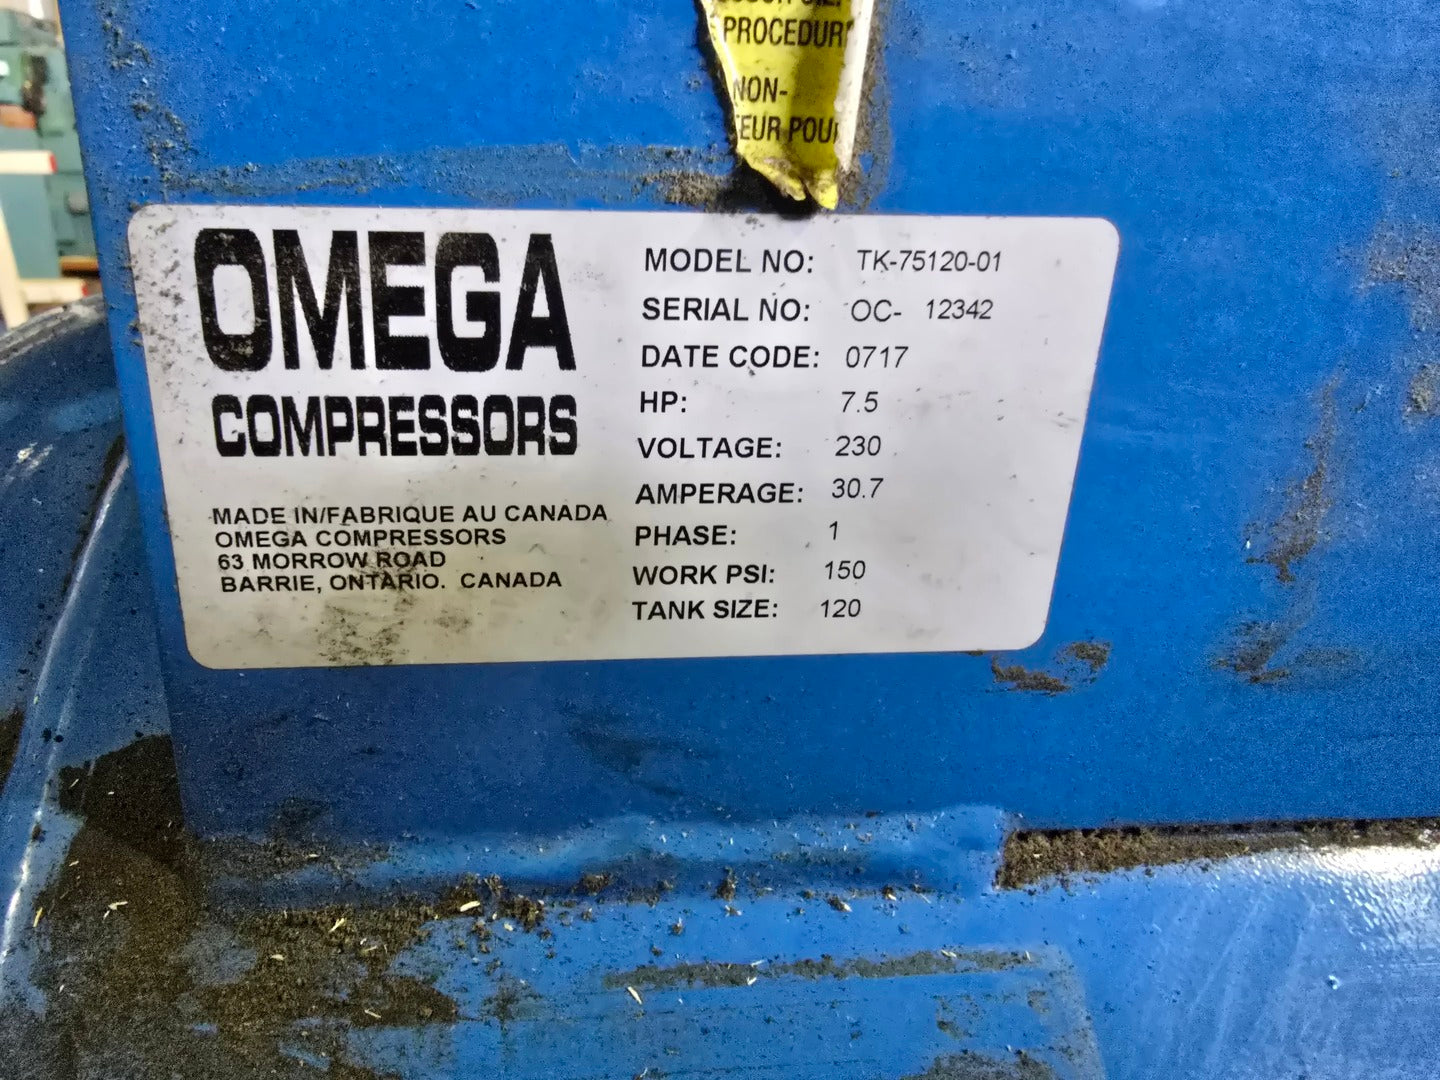 PROCEDUR
NON-
EUR POU
OMEGA
COMPRESSORS
MADE IN/FABRIQUE AU CANADA
OMEGA COMPRESSORS
63 MORROW ROAD
BARRIE, ONTARIO. CANADA
MODEL NO: TK-75120-01
SERIAL NO: OC- 12342
DATE CODE: 0717
HP: 7.5
VOLTAGE: 230
AMPERAGE: 30.7
PHASE: 1
WORK PSI: 150
TANK SIZE: 120